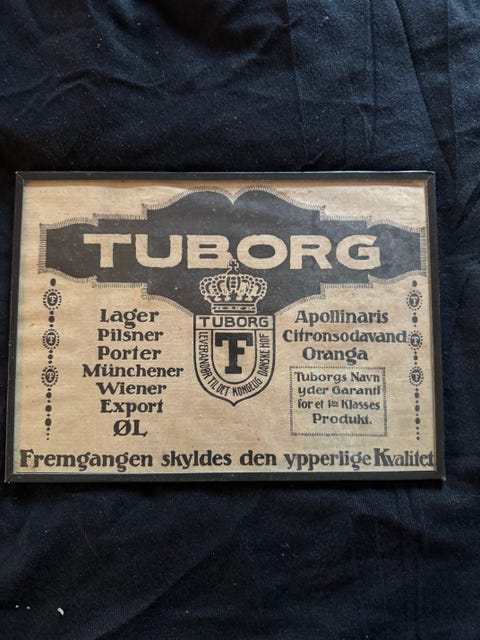 TUBORG
Lager
Pilsner
Porter
Münchener
Wiener
Export
ØL
TUBORG
T
LEVERANDØR TIL DET KONGELIG DANSKE HOF
Apollinaris
Citronsodavand
Oranga
Tuborgs Navn
yder Garanti
for et 1ste Klasses
Produkt.
Fremgangen skyldes den ypperlige Kvalitet